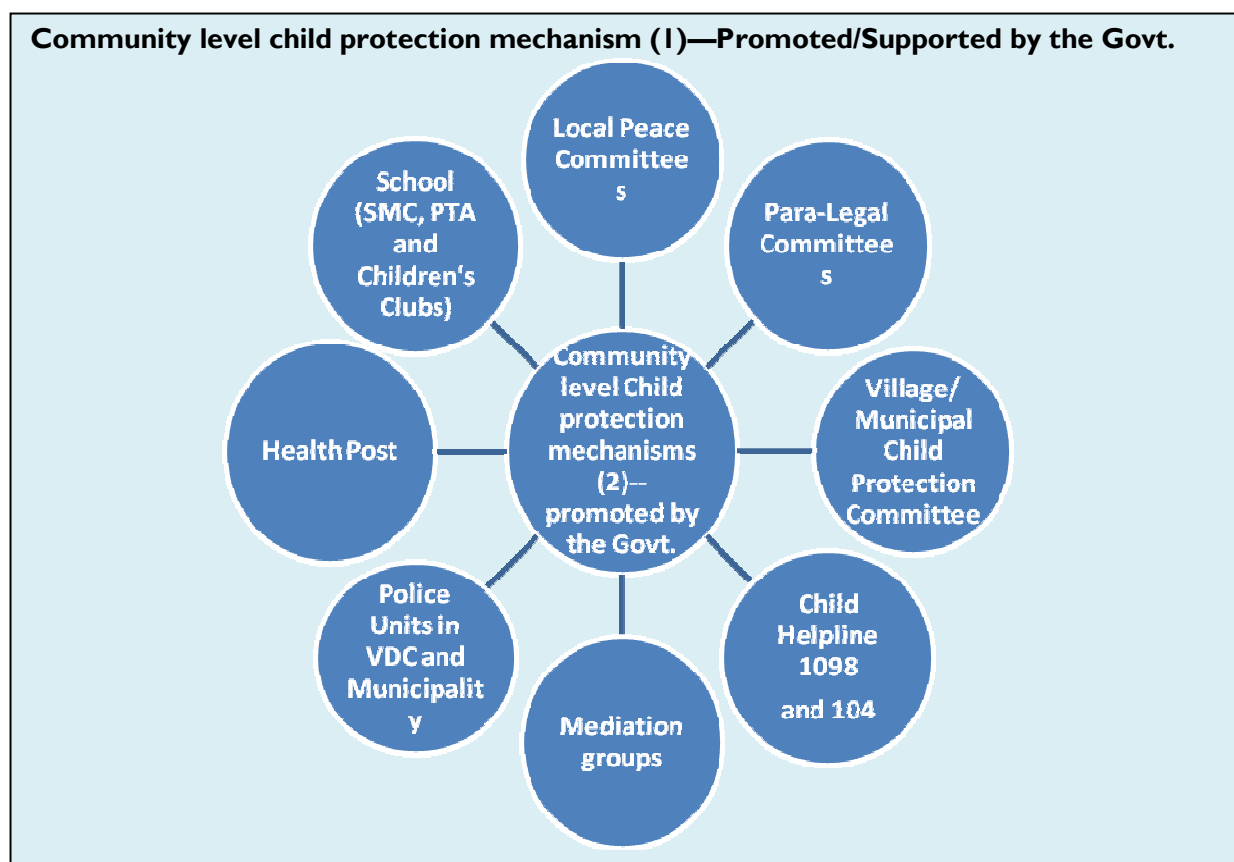 Community level child protection mechanism (1)—Promoted/Supported by the Govt.
Local Peace
Committee
s
Para-Legal
Committee
s
Village/
Municipal
Child
Protection
Committee
Child
Helpline
1098
and 104
Mediation
groups
Police
Units in
VDC and
Municipalit
y
Health Post
School
(SMC, PTA
and
Children's
Clubs)
Community
level Child
protection
mechanisms
(2)--
promoted by
the Govt.